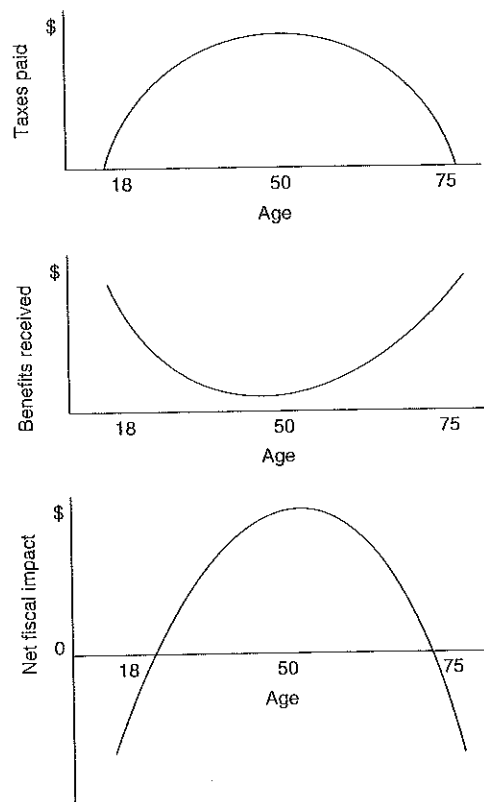 $
Taxes paid
18 50 75
Age
$
Benefits received
18 50 75
Age
$
Net fiscal impact
0
18 50 75
Age